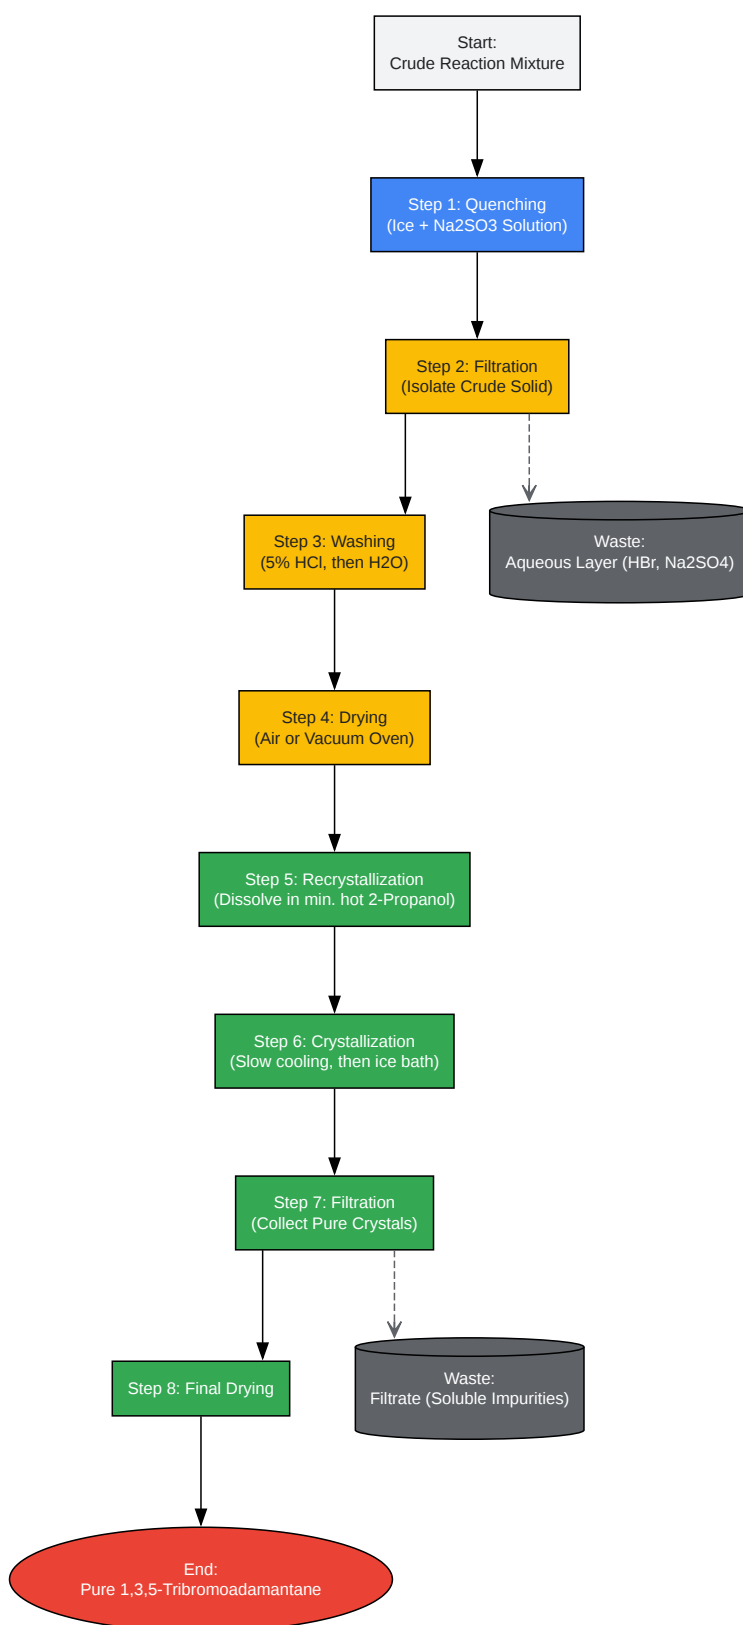 Start:
Crude Reaction Mixture
Step 1: Quenching
(Ice + Na2SO3 Solution)
Step 2: Filtration
(Isolate Crude Solid)
Step 3: Washing
(5% HCl, then H2O)
Waste:
Aqueous Layer (HBr, Na2SO4)
Step 4: Drying
(Air or Vacuum Oven)
Step 5: Recrystallization
(Dissolve in min. hot 2-Propanol)
Step 6: Crystallization
(Slow cooling, then ice bath)
Step 7: Filtration
(Collect Pure Crystals)
Step 8: Final Drying
Waste:
Filtrate (Soluble Impurities)
End:
Pure 1,3,5-Tribromoadamantane